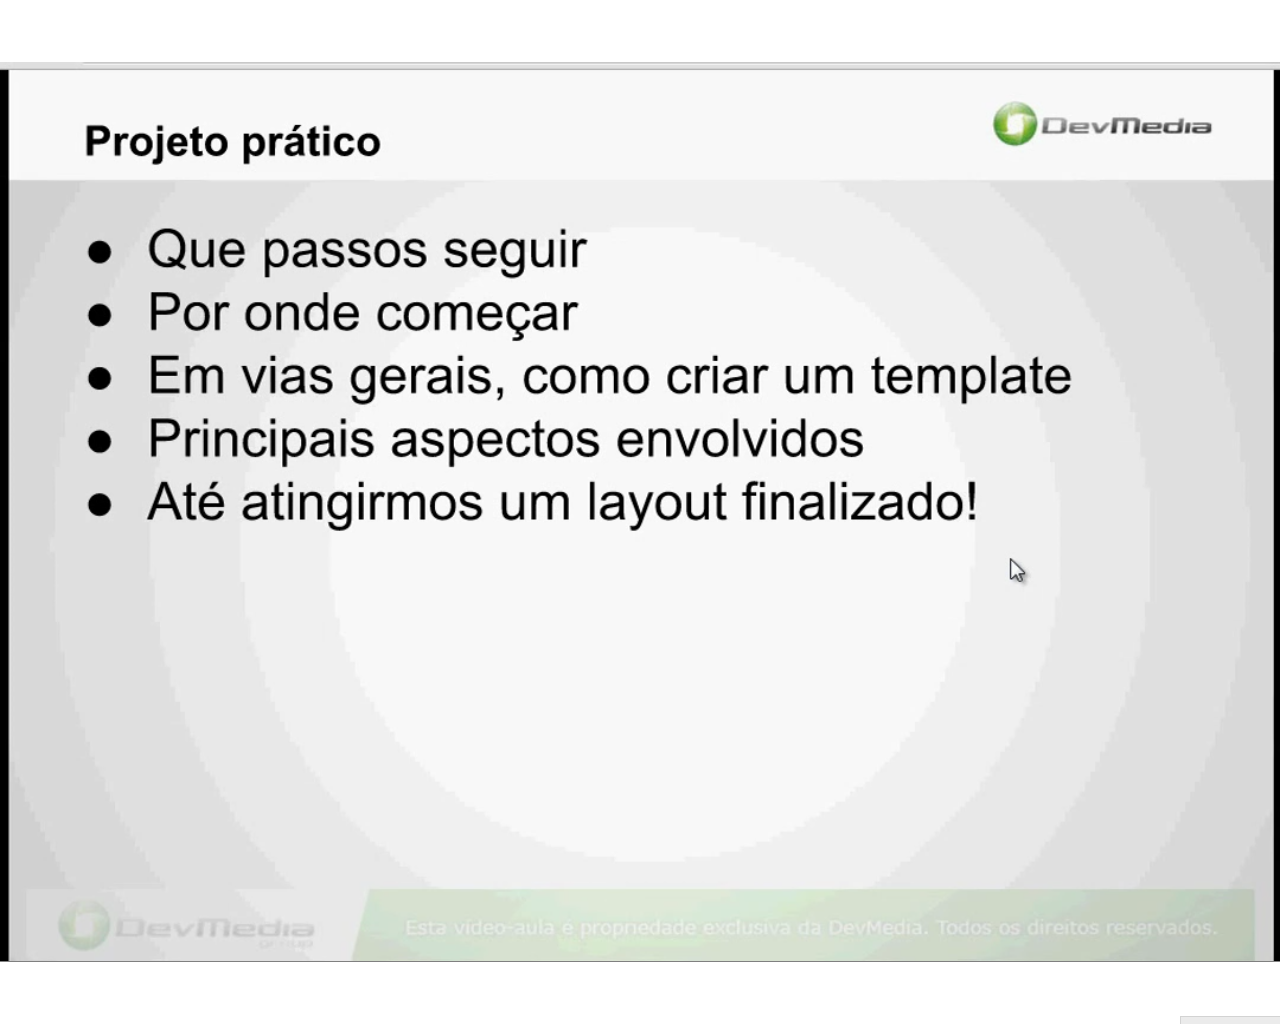 Projeto prático
DevMedia
● Que passos seguir
● Por onde começar
● Em vias gerais, como criar um template
● Principais aspectos envolvidos
● Até atingirmos um layout finalizado!
DevMedia
group
Esta vídeo-aula é propriedade exclusiva da DevMedia. Todos os direitos reservados.